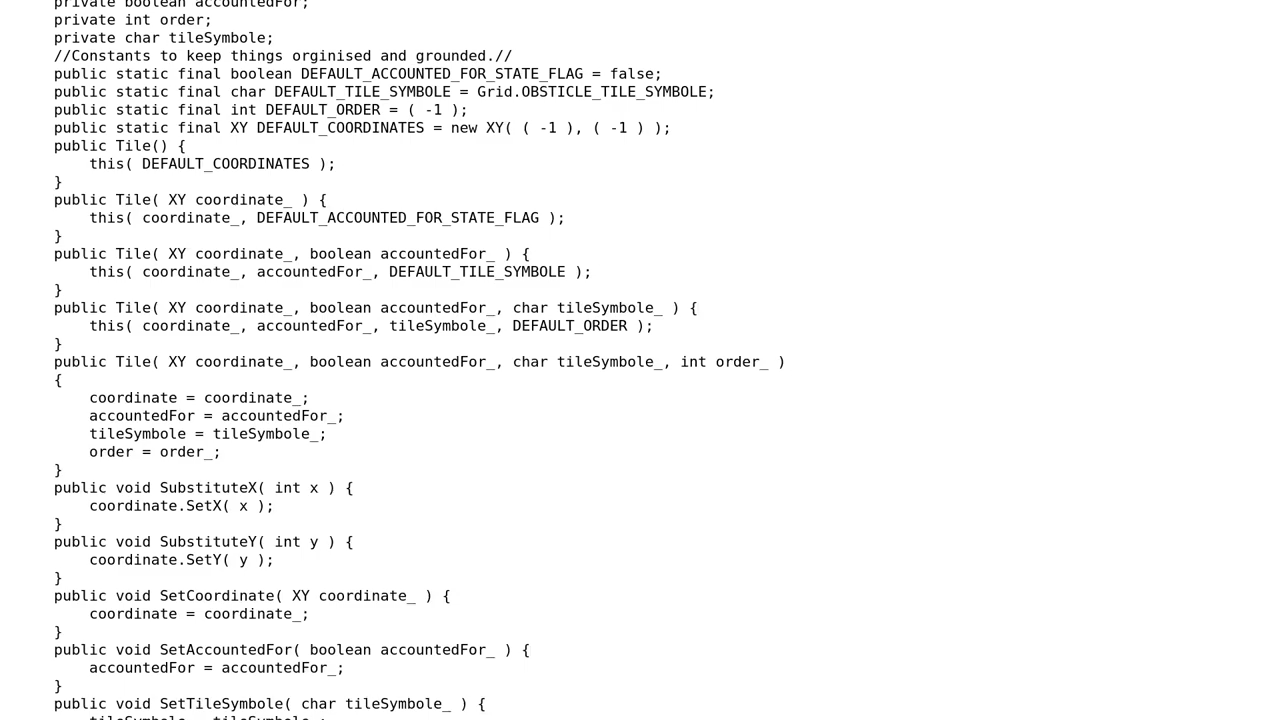 private boolean accountedFor;
private int order;
private char tileSymbole;
//Constants to keep things orginised and grounded.//
public static final boolean DEFAULT_ACCOUNTED_FOR_STATE_FLAG = false;
public static final char DEFAULT_TILE_SYMBOLE = Grid.OBSTICLE_TILE_SYMBOLE;
public static final int DEFAULT_ORDER = ( -1 );
public static final XY DEFAULT_COORDINATES = new XY( ( -1 ), ( -1 ) );
public Tile() {
this( DEFAULT_COORDINATES );
}
public Tile( XY coordinate_ ) {
this( coordinate_, DEFAULT_ACCOUNTED_FOR_STATE_FLAG );
}
public Tile( XY coordinate_, boolean accountedFor_ ) {
this( coordinate_, accountedFor_, DEFAULT_TILE_SYMBOLE );
}
public Tile( XY coordinate_, boolean accountedFor_, char tileSymbole_ ) {
this( coordinate_, accountedFor_, tileSymbole_, DEFAULT_ORDER );
}
public Tile( XY coordinate_, boolean accountedFor_, char tileSymbole_, int order_ )
{
coordinate = coordinate_;
accountedFor = accountedFor_;
tileSymbole = tileSymbole_;
order = order_;
}
public void SubstituteX( int x ) {
coordinate.SetX( x );
}
public void SubstituteY( int y ) {
coordinate.SetY( y );
}
public void SetCoordinate( XY coordinate_ ) {
coordinate = coordinate_;
}
public void SetAccountedFor( boolean accountedFor_ ) {
accountedFor = accountedFor_;
}
public void SetTileSymbole( char tileSymbole_ ) {
tileSymbole = tileSymbole_;